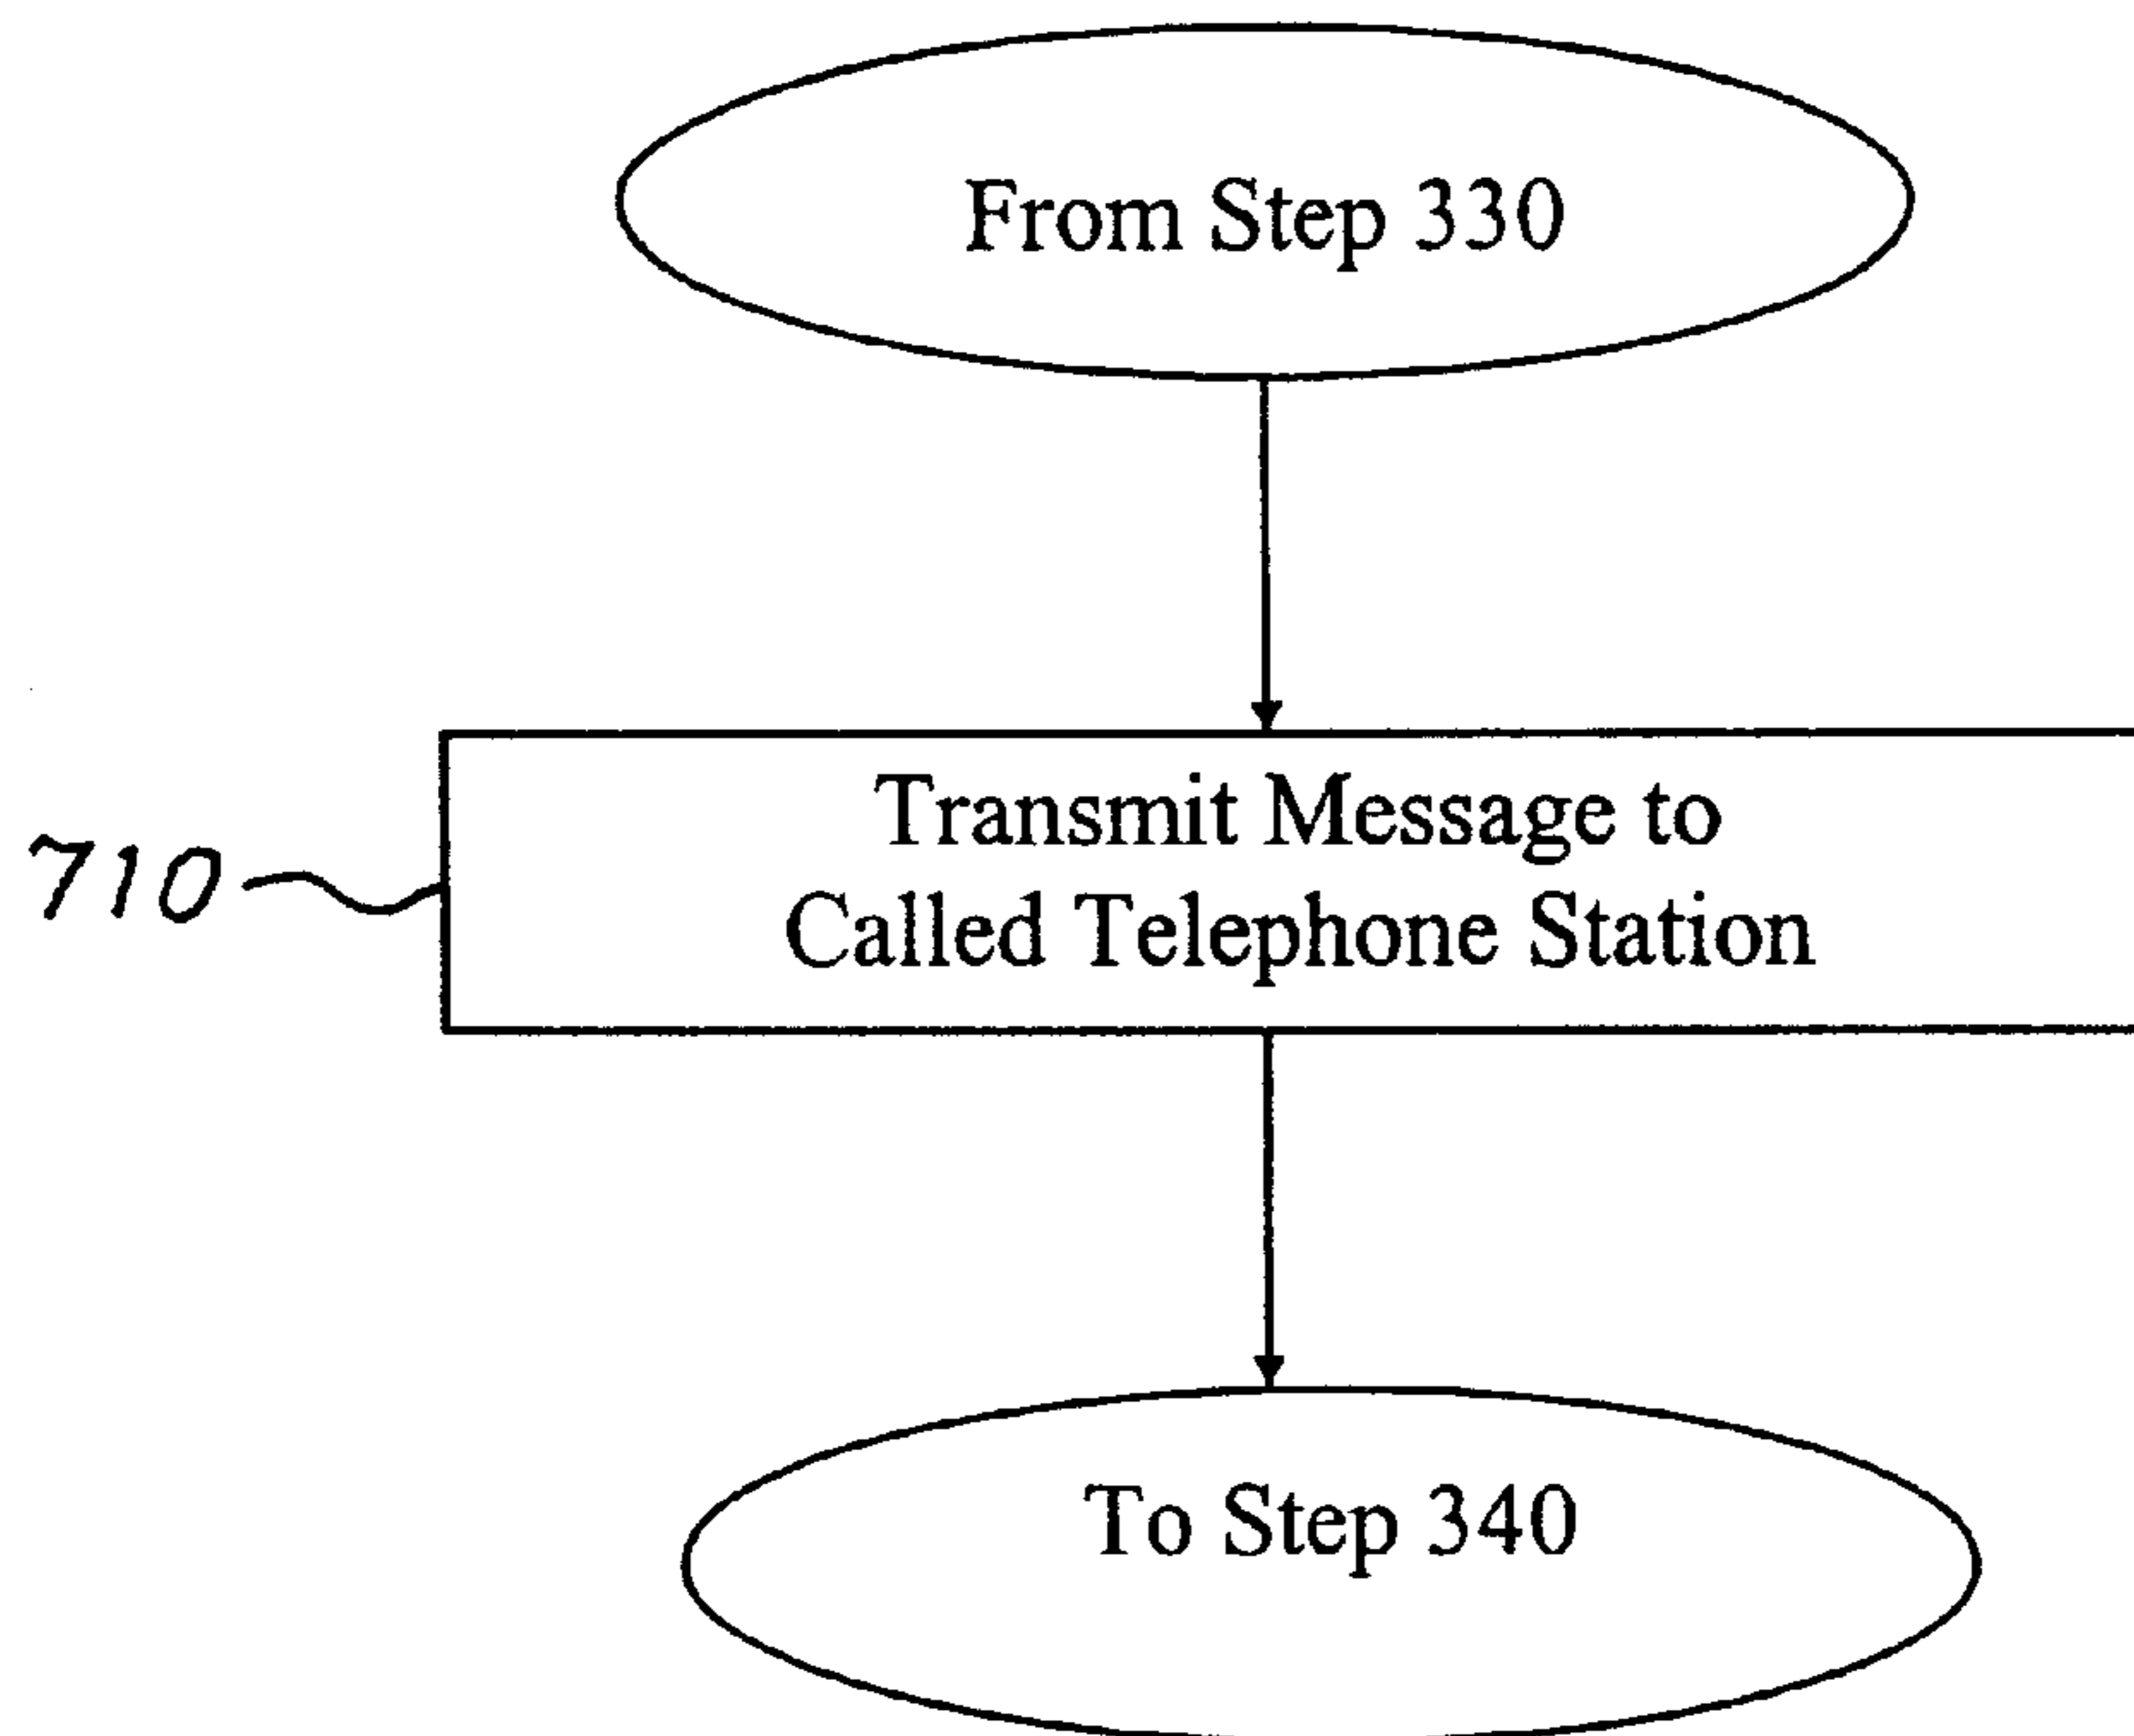 From Step 330
Transmit Message to
710
Called Telephone Station
To Step 340